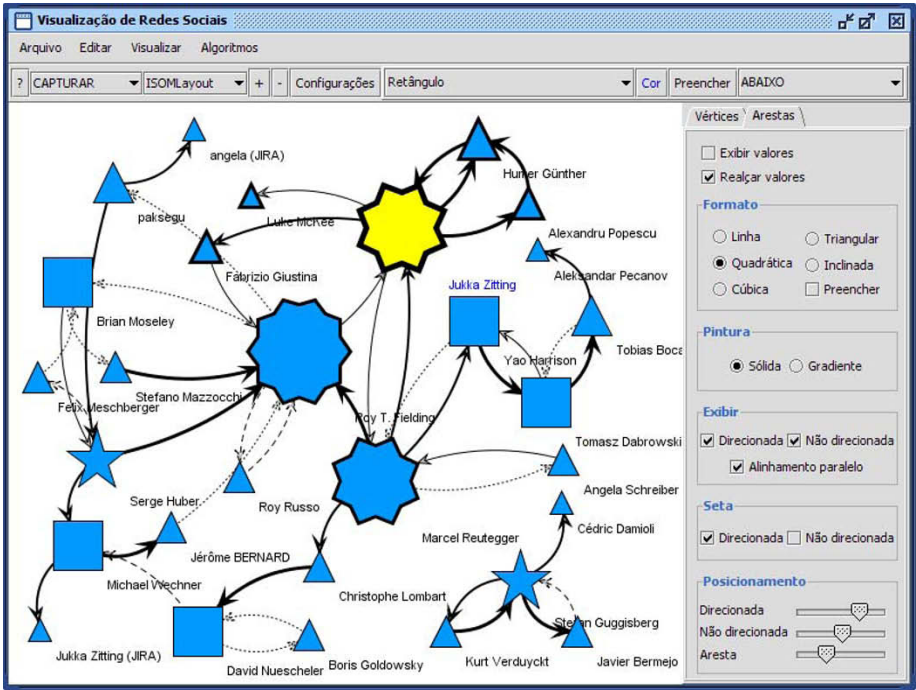 Visualização de Redes Sociais
Arquivo Editar Visualizar Algoritmos
? CAPTURAR ISOMLayout + - Configurações Retângulo Cor Preencher ABAIXO
Vértices Arestas
Exibir valores
Realçar valores
Formato
Linha Triangular
Quadrática Inclinada
Cúbica Preencher
Pintura
Sólida Gradiente
Exibir
Direcionada Não direcionada
Alinhamento paralelo
Seta
Direcionada Não direcionada
Posicionamento
Direcionada
Não direcionada
Aresta
angela (JIRA)
Humer Günther
paksegu
Luke McKee
Alexandru Popescu
Fabrizio Giustina
Aleksandar Pecanov
Jukka Zitting
Brian Moseley
Tobias Boca
Yao Harrison
Stefano Mazzocchi
Felix Meschberger
Roy T. Fielding
Tomasz Dabrowski
Angela Schreiber
Serge Huber
Roy Russo
Cédric Damioli
Marcel Reutegger
Jérôme BERNARD
Michael Wechner
Christophe Lombart
Stefan Guggisberg
Jukka Zitting (JIRA)
David Nuescheler
Boris Goldowsky
Kurt Verduyckt
Javier Bermejo